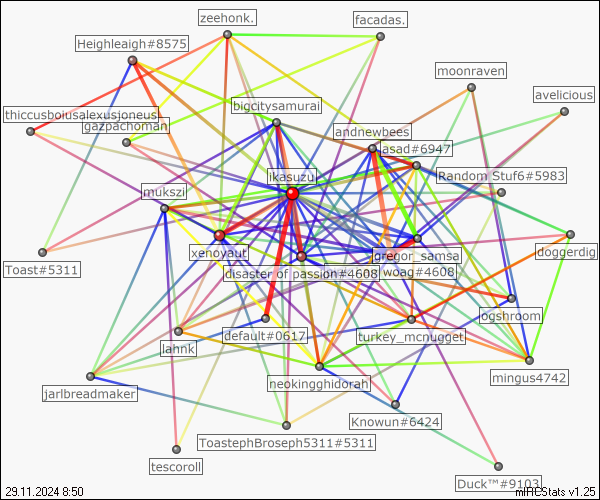 zeehonk.
facadas.
Heighleaigh#8575
moonraven
avelicious
bigcitysamurai
thiccusboiusalexusjoneus
gazpachoman
andnewbees
asad#6947
ikasuzu
Random Stuf6#5983
mukszi
xenoyaut
gregor_samsa
doggerdig
Toast#5311
disaster of passion#4608
woag#4608
ogshroom
default#0617
turkey_mcnugget
lahnk
mingus4742
neokingghidorah
jarlbreadmaker
Knowun#6424
ToastephBroseph5311#5311
tescoroll
Duck™#9103
29.11.2024 8:50
mIRCStats v1.25